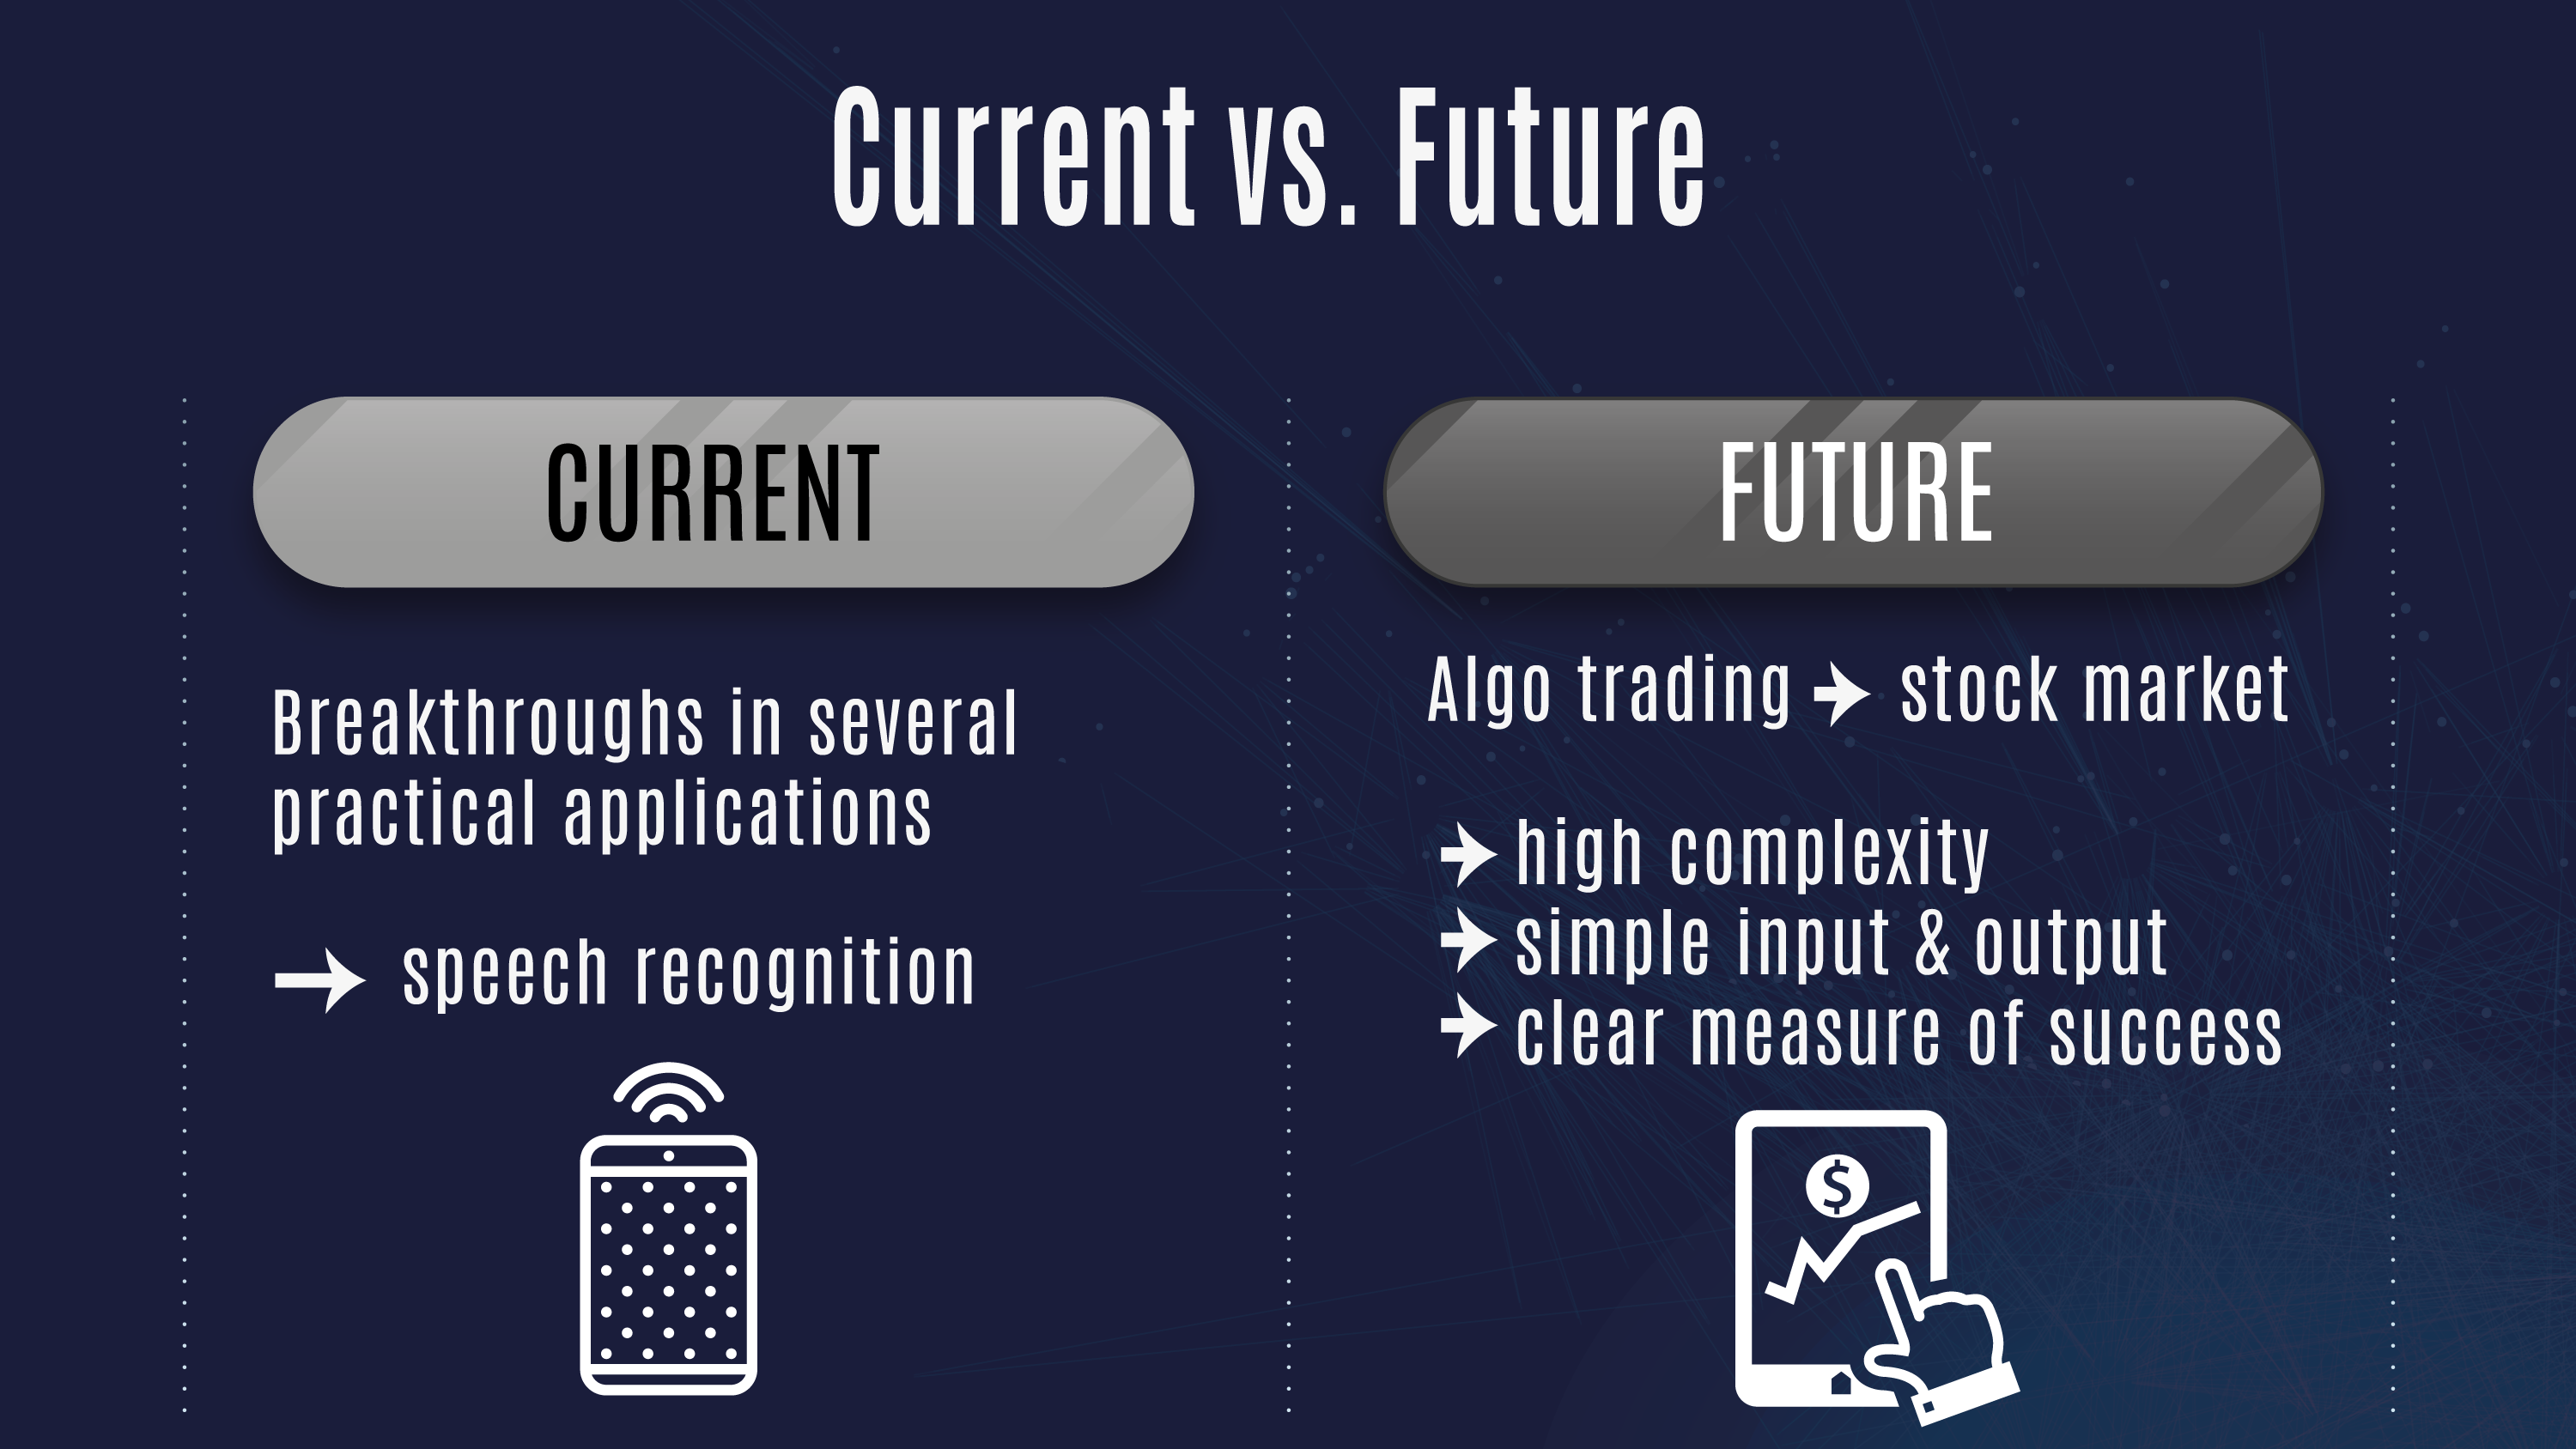 Current vs. Future
CURRENT
Breakthroughs in several
practical applications
→ speech recognition
FUTURE
Algo trading → stock market
→ high complexity
→ simple input & output
→ clear measure of success
$